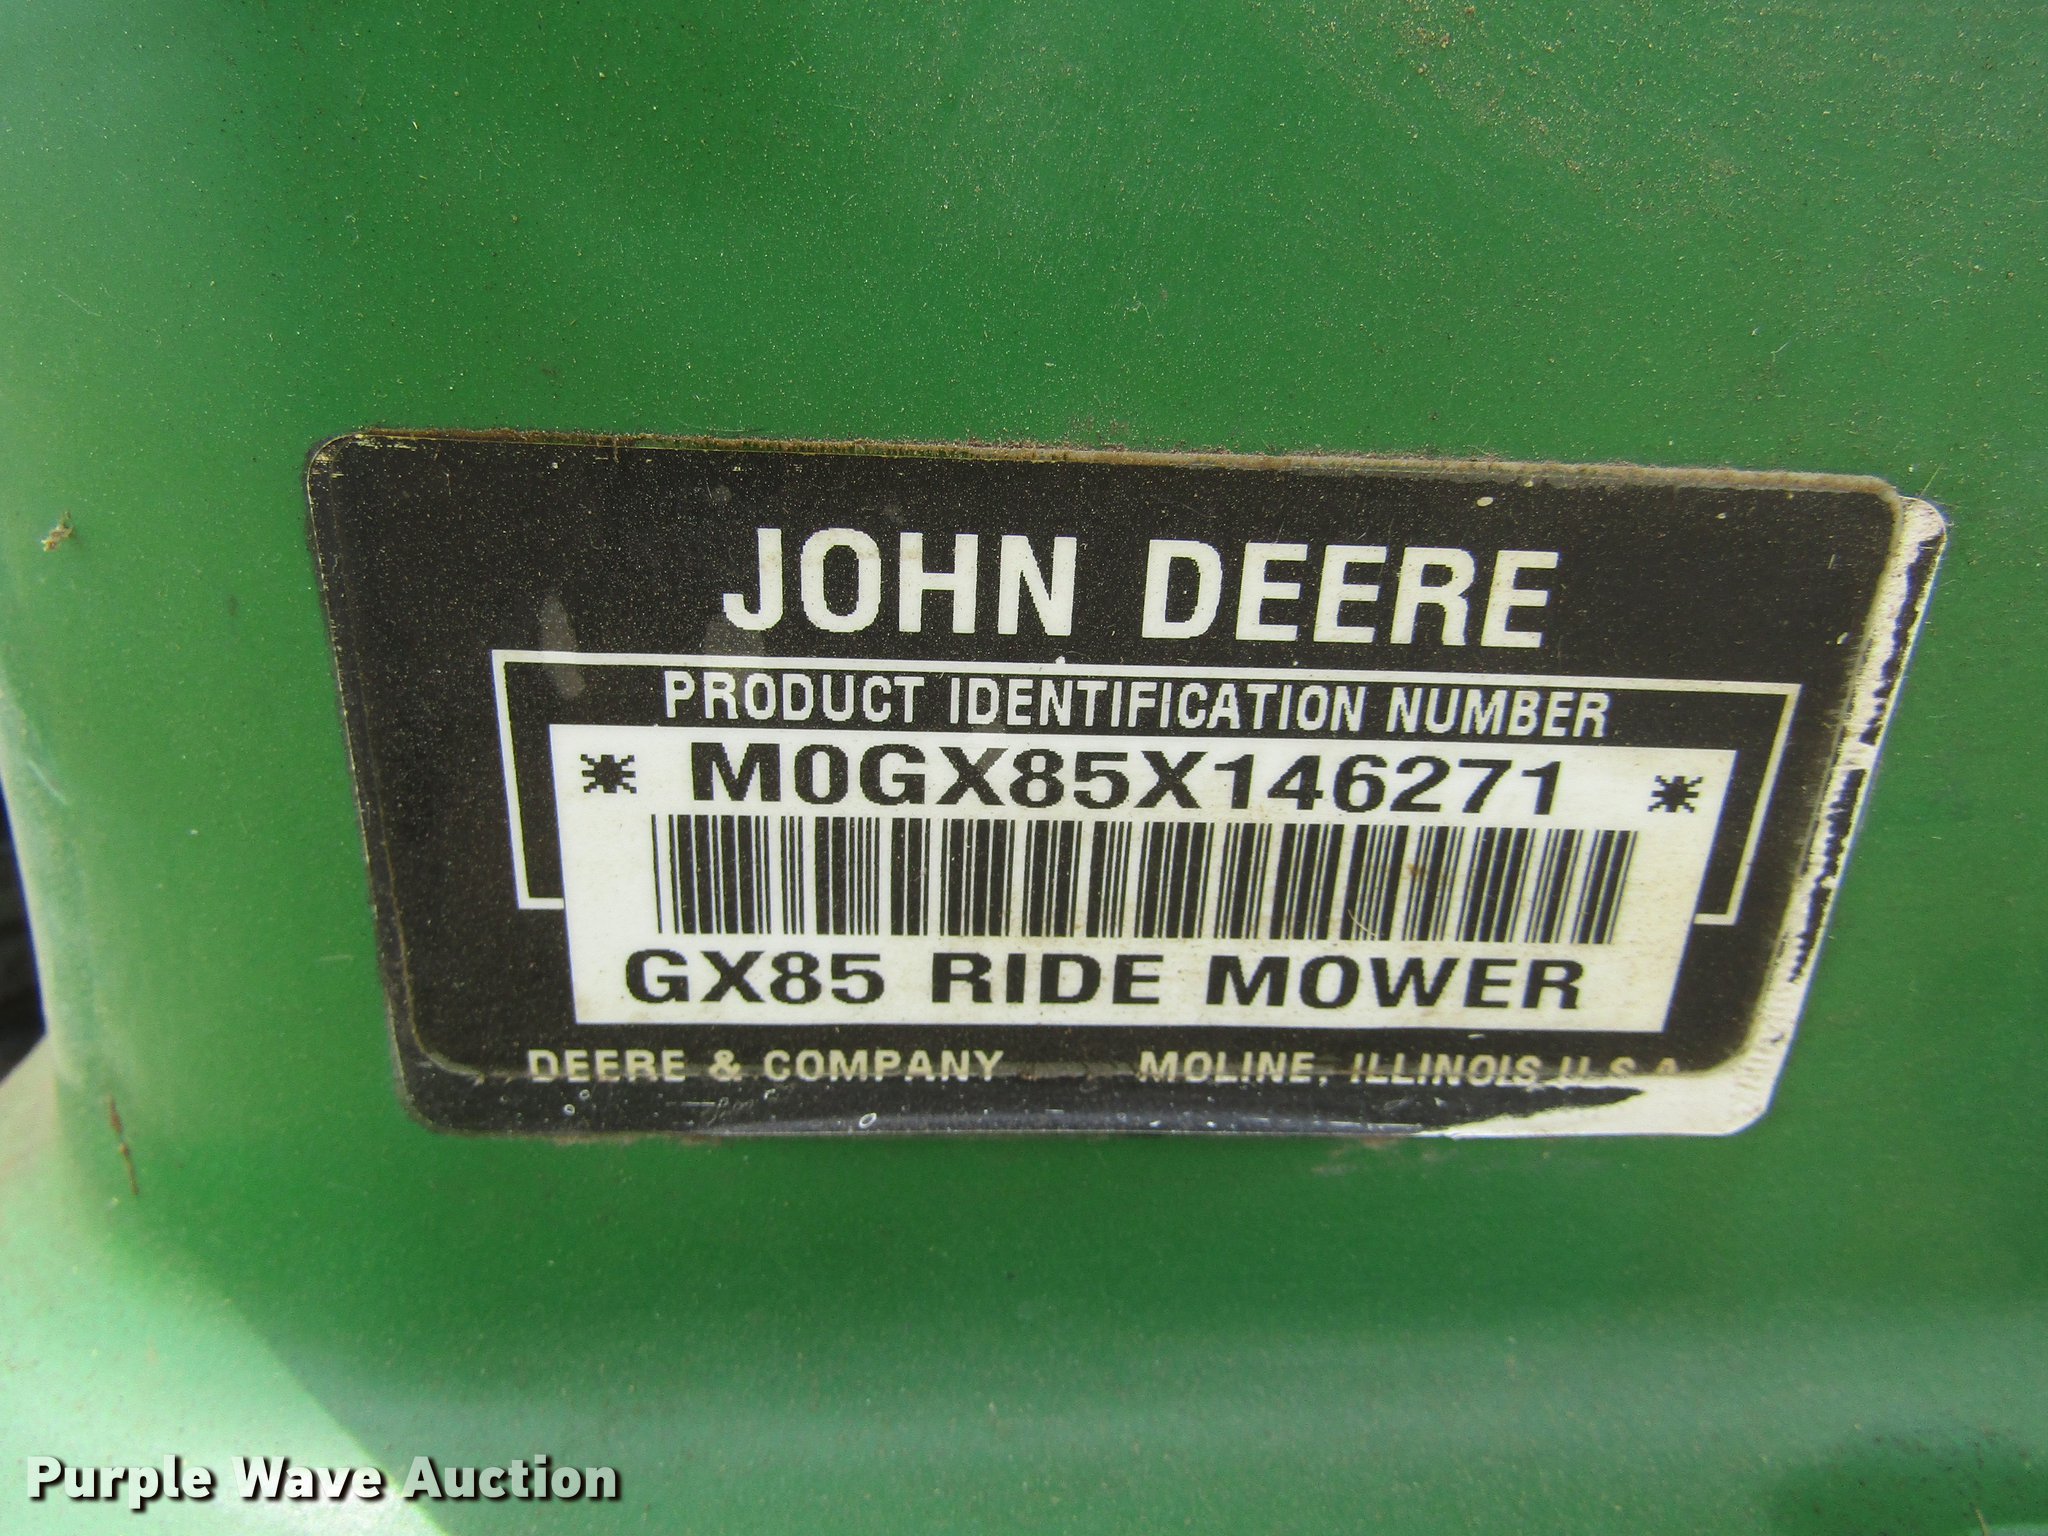 JOHN DEERE
PRODUCT IDENTIFICATION NUMBER
* M0GX85X146271 *
GX85 RIDE MOWER
DEERE & COMPANY MOLINE, ILLINOIS U.S.A.
Purple Wave Auction